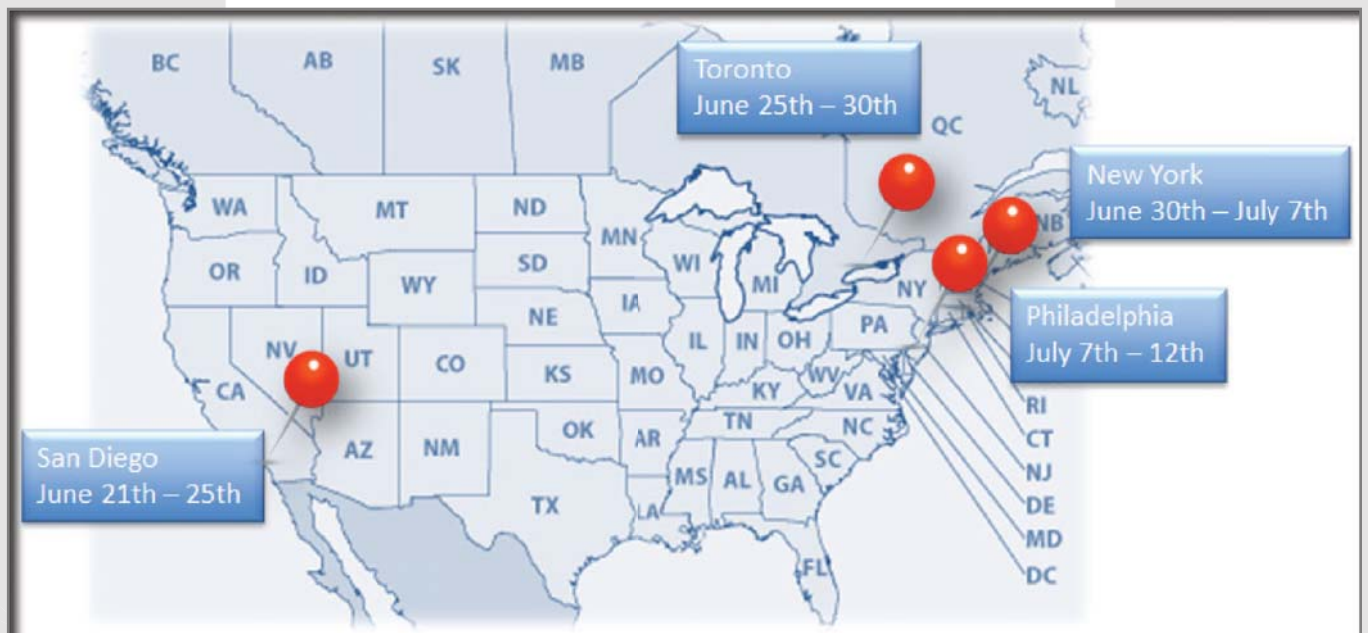 BC
AB
SK
MB
Toronto
June 25th – 30th
QC
NL
New York
June 30th – July 7th
NB
WA
MT
ND
MN
OR
ID
SD
WI
MI
NY
WY
NE
IA
PA
Philadelphia
July 7th – 12th
NV
UT
CO
KS
MO
IL
IN
OH
WV
VA
KY
CA
RI
AZ
NM
OK
AR
TN
NC
CT
San Diego
June 21th – 25th
MS
AL
GA
SC
NJ
TX
LA
DE
MD
FL
DC